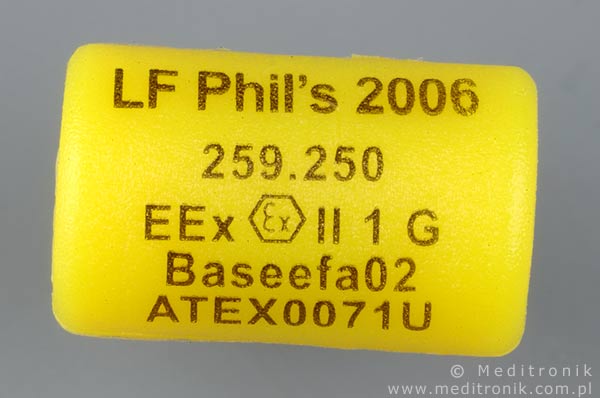 LF Phil's 2006
259.250
EEx Ex II 1 G
Baseefa02
ATEX0071U
© Meditronik
www.meditronik.com.pl